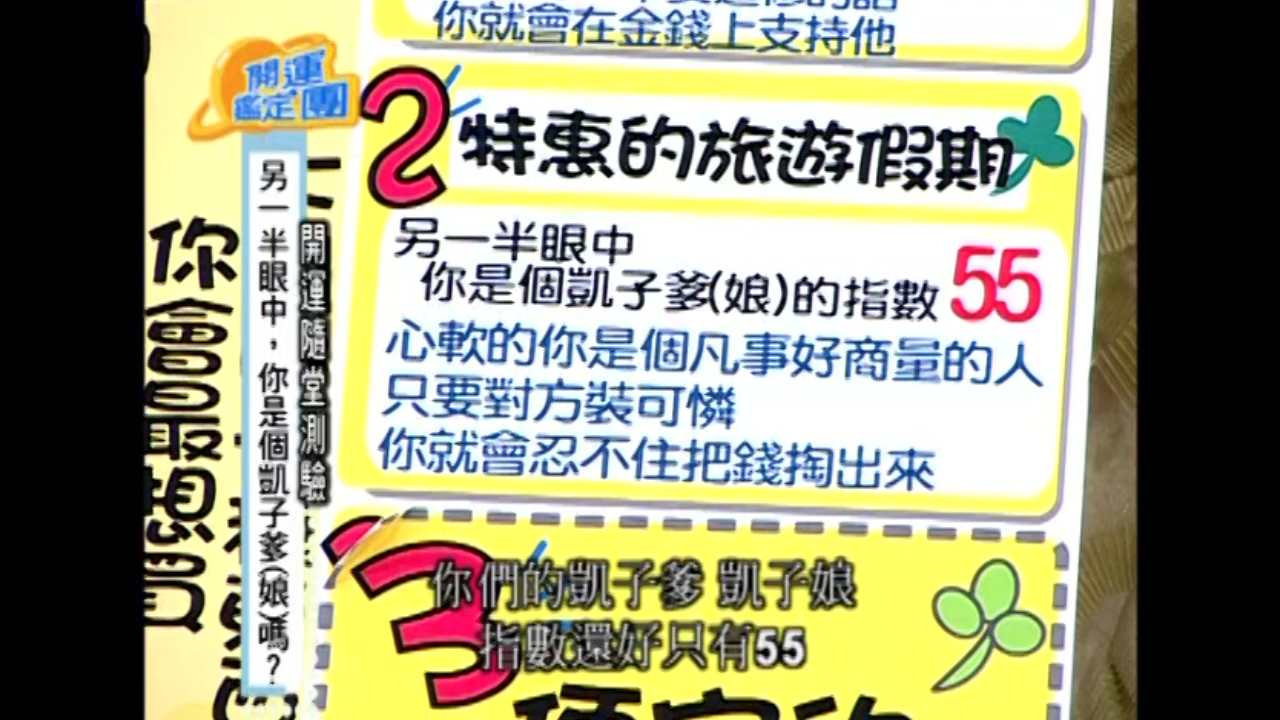 你就會在金錢上支持他
開運
鑑定團
2
特惠的旅遊假期
另一半眼中
你是個凱子爹(娘)的指數 55
心軟的你是個凡事好商量的人
只要對方裝可憐
你就會忍不住把錢掏出來
開運隨堂測驗
另一半眼中，你是個凱子爹(娘)嗎？
你會最想買
3
你們的凱子爹 凱子娘
指數還好只有55